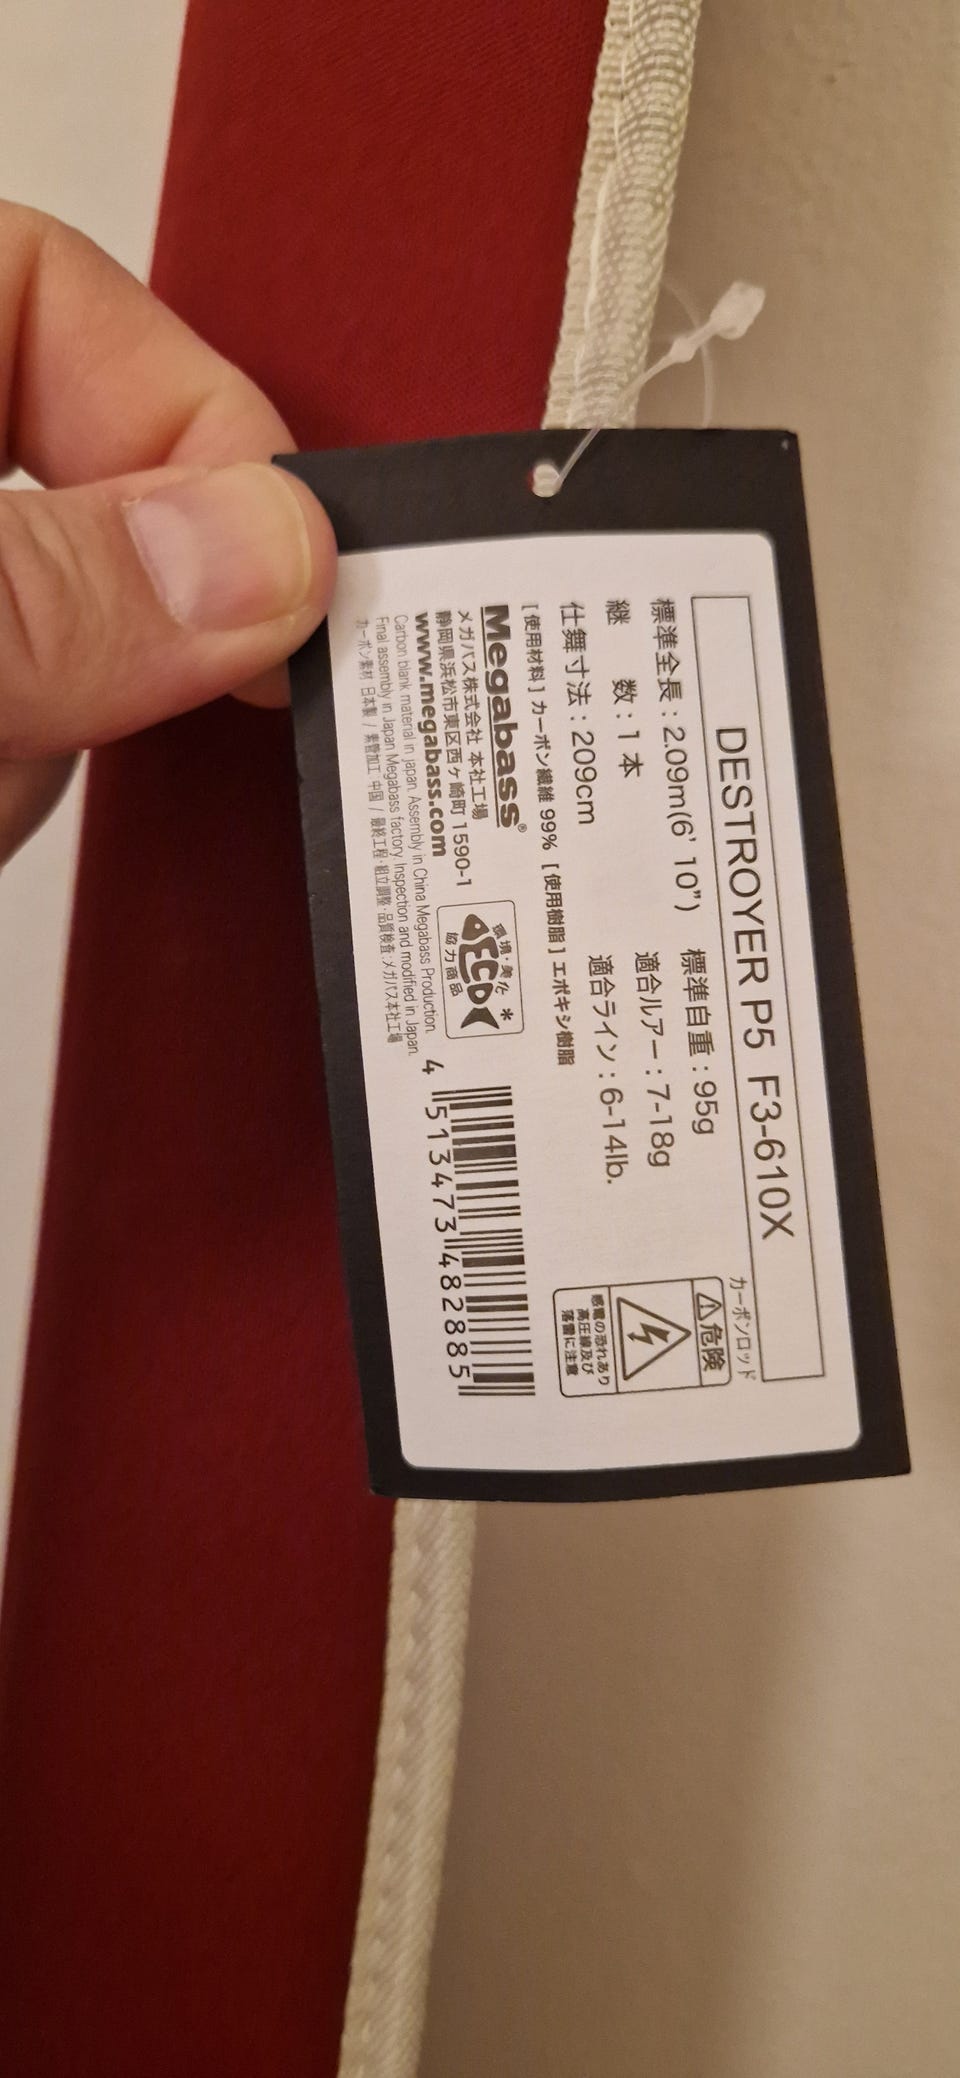 DESTROYER P5 F3-610X
カーボンロッド
標準全長:2.09m(6' 10") 標準自重:95g
継 数:1本 適合ルアー:7-18g
仕舞寸法:209cm 適合ライン:6-14lb.
⚠危険
感電の恐れあり
高圧線及び
落雷に注意
[使用材料]カーボン繊維 99% [使用樹脂]エポキシ樹脂
Megabass®
メガバス株式会社 本社工場
静岡県浜松市東区西ヶ崎町1590-1
www.megabass.com
環境・美化*
ECO
協力商品
Carbon blank material in japan. Assembly in China Megabass Production.
Final assembly in Japan Megabass factory. Inspection and modified in Japan.
カーボン素材 日本製 / 素管加工 中国 / 最終工程・組立調整・品質検査:メガバス本社工場
4 513473 482885